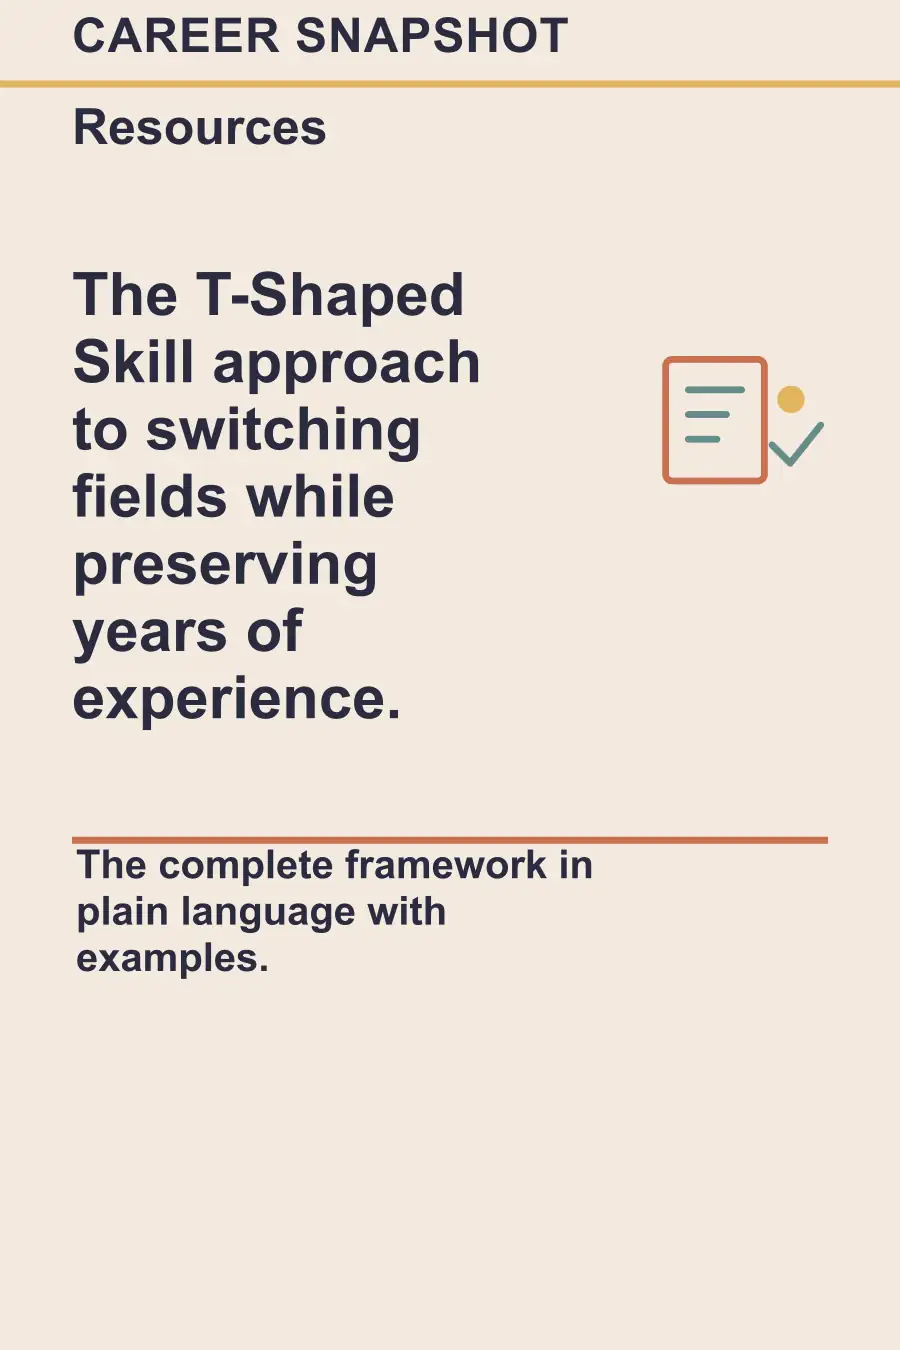 CAREER SNAPSHOT
Resources
The T-Shaped
Skill approach
to switching
fields while
preserving
years of
experience.
The complete framework in
plain language with
examples.